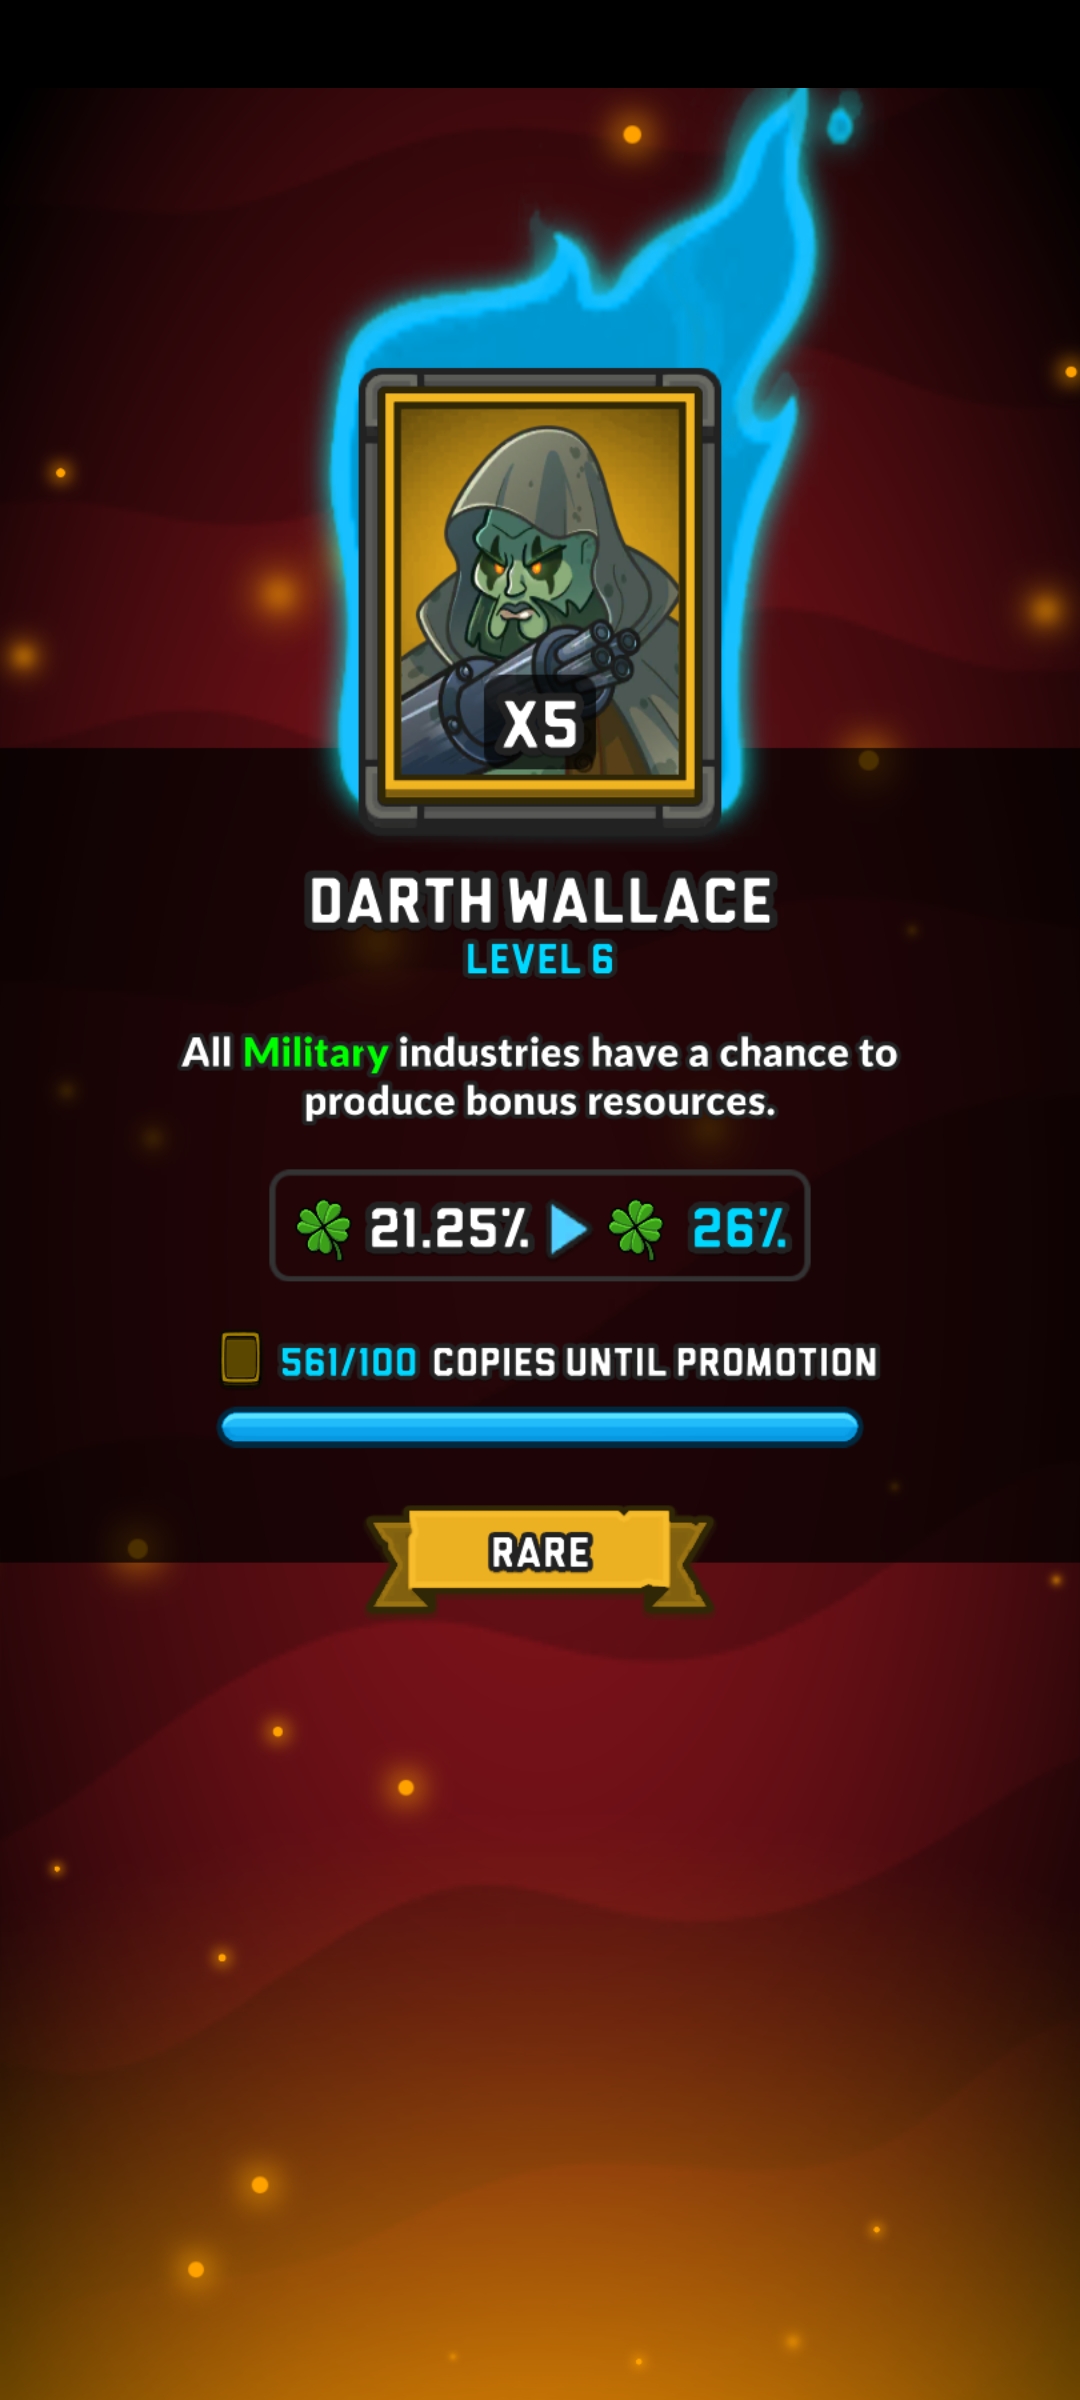 X5
DARTH WALLACE
LEVEL 6
All Military industries have a chance to
produce bonus resources.
21.25% 26%
561/100 COPIES UNTIL PROMOTION
RARE